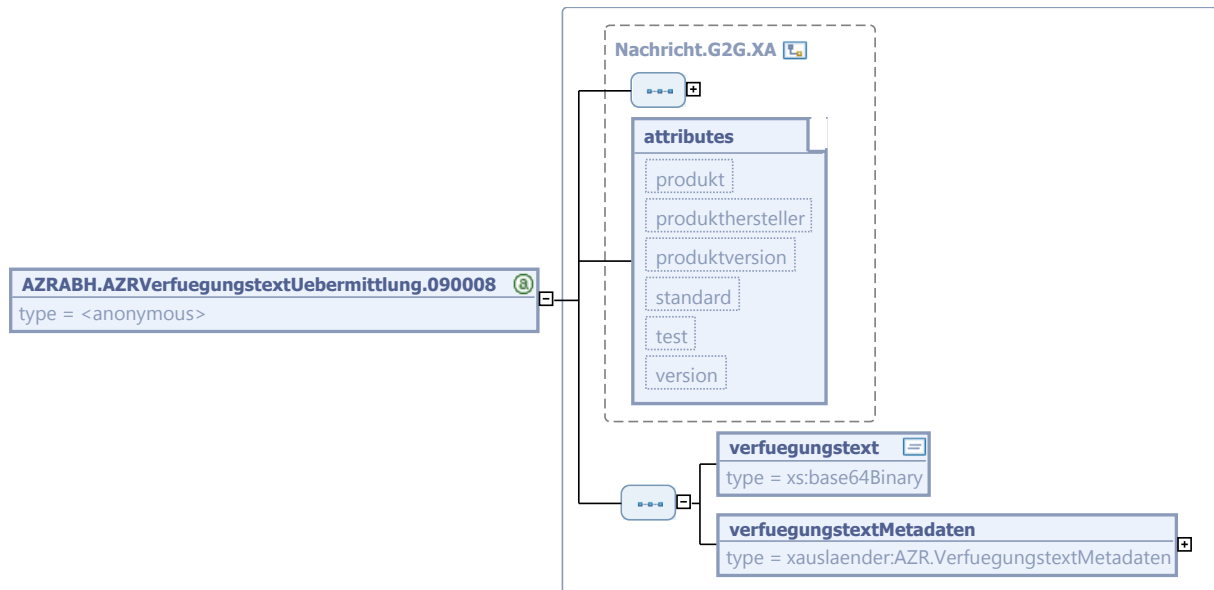 Nachricht.G2G.XA
attributes
produkt
produkthersteller
produktversion
standard
test
version
AZRABH.AZRVerfuegungstextUebermittlung.090008 @
type = <anonymous>
verfuegungstext
type = xs:base64Binary
verfuegungstextMetadaten
type = xauslaender:AZR.VerfuegungstextMetadaten